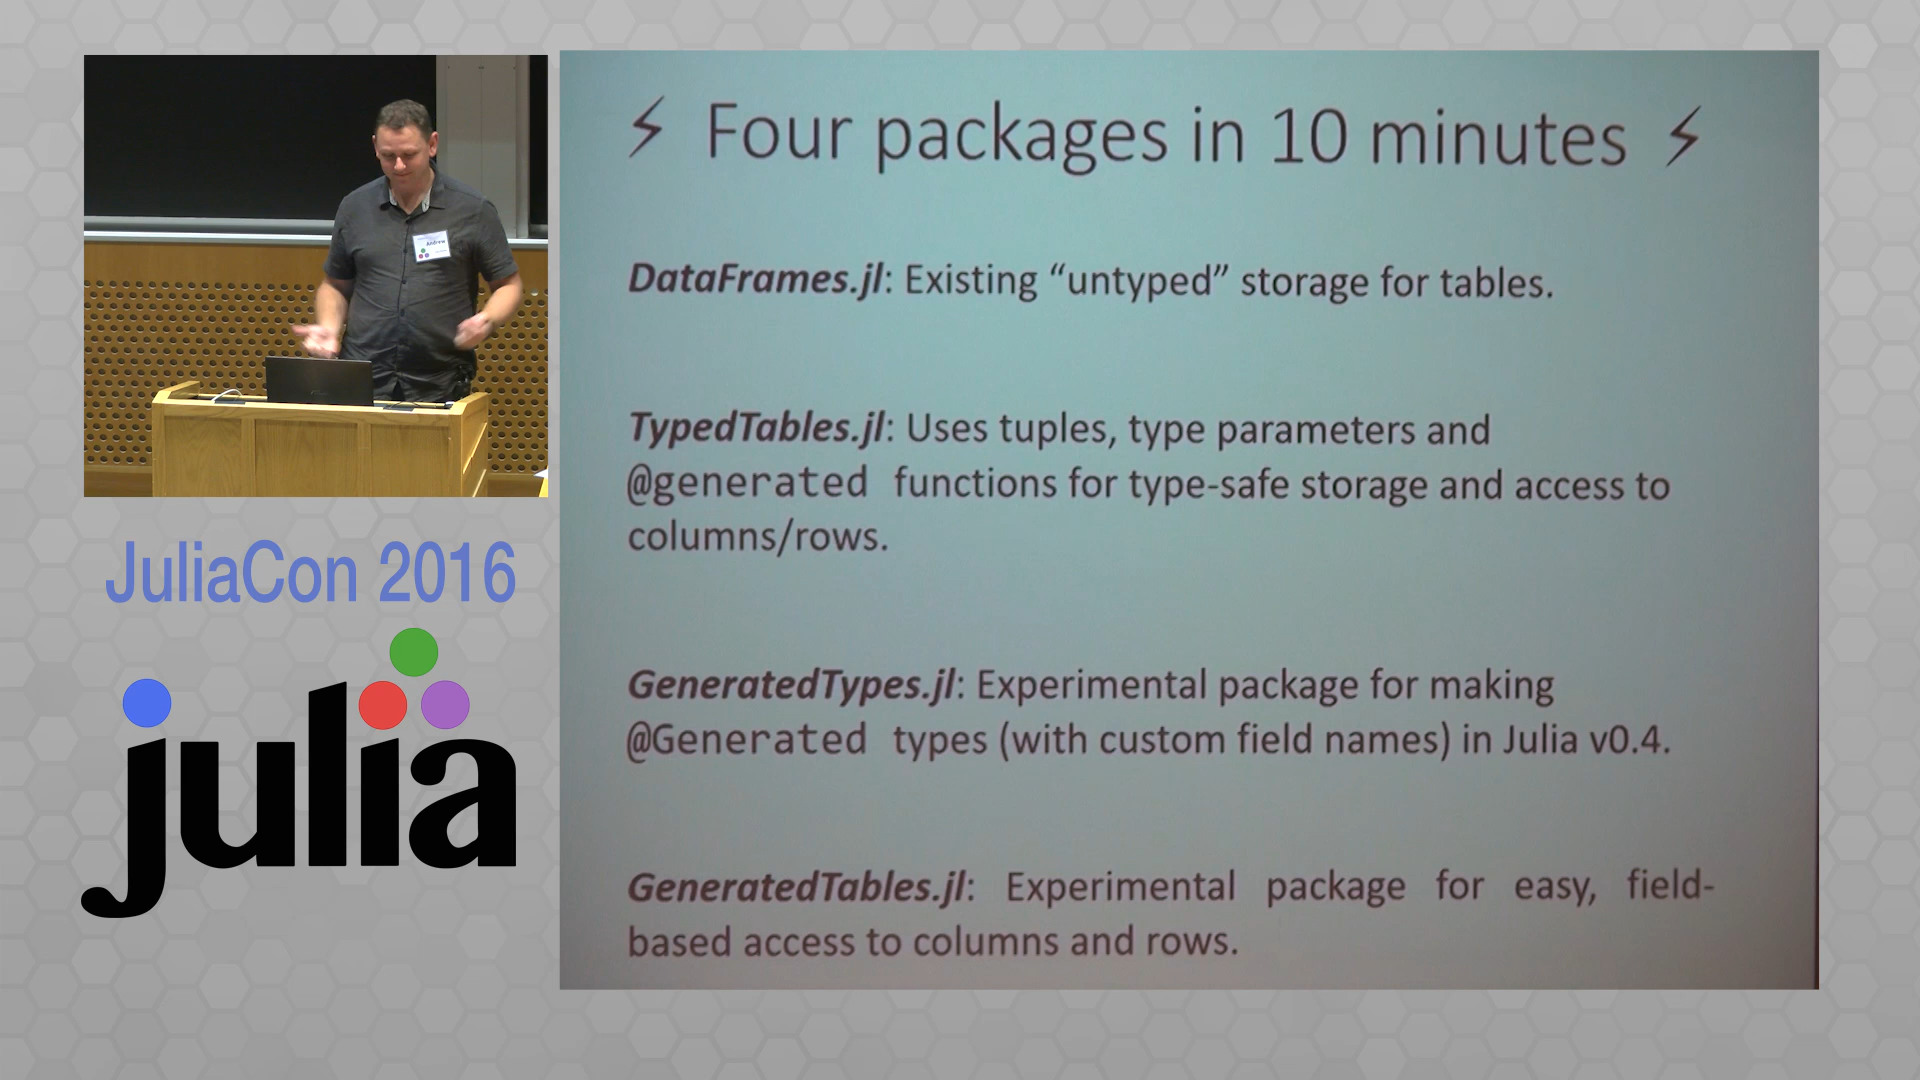 Andrew
JuliaCon 2016
julia
⚡ Four packages in 10 minutes ⚡
DataFrames.jl: Existing “untyped” storage for tables.
TypedTables.jl: Uses tuples, type parameters and
@generated functions for type-safe storage and access to
columns/rows.
GeneratedTypes.jl: Experimental package for making
@Generated types (with custom field names) in Julia v0.4.
GeneratedTables.jl: Experimental package for easy, field-
based access to columns and rows.